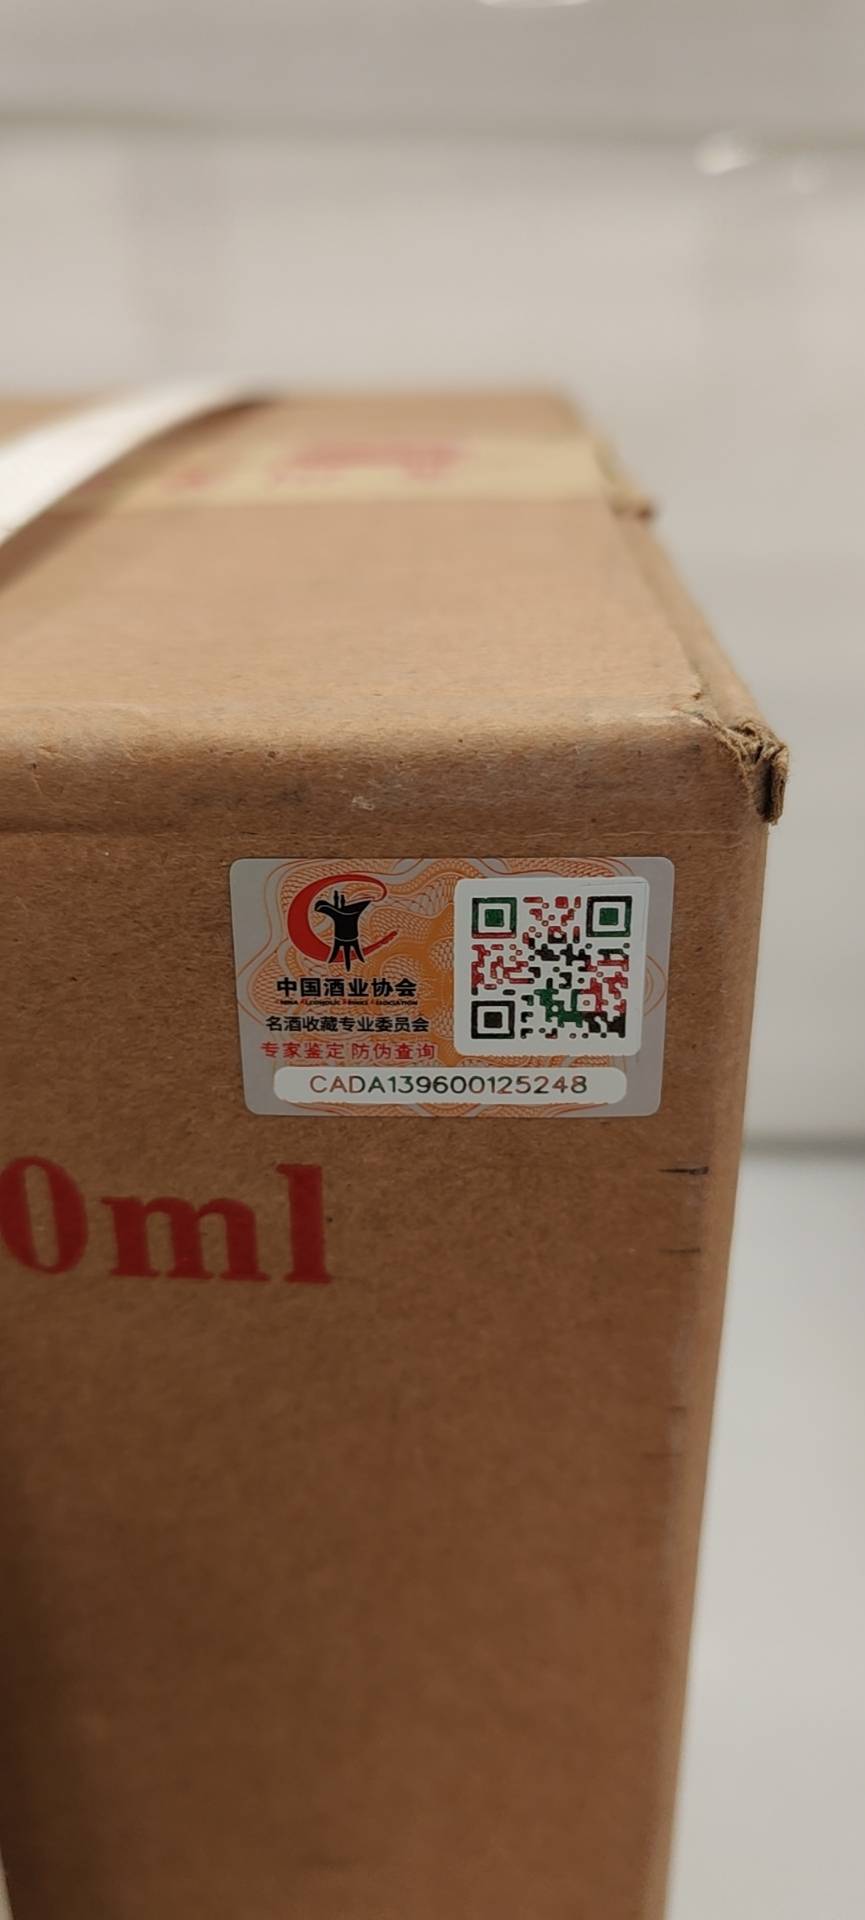 中国酒业协会
名酒收藏专业委员会
专家鉴定 防伪查询
CADA139600125248
0ml